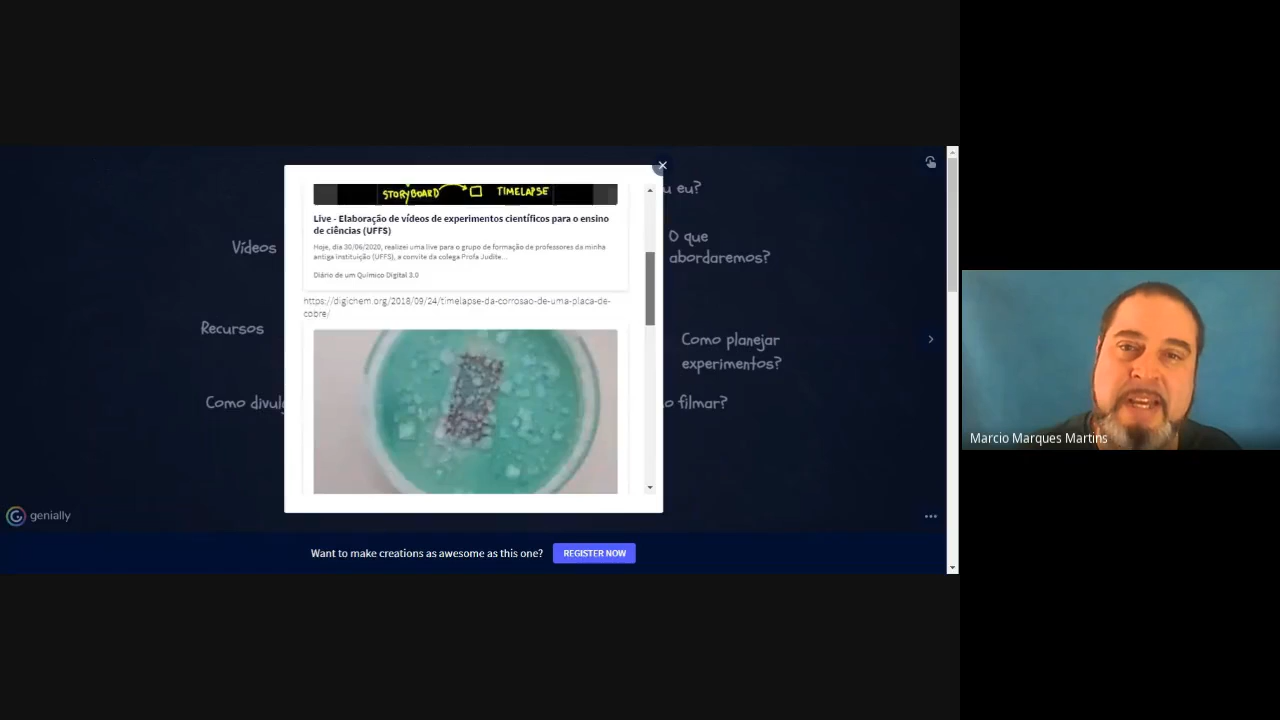 STORYBOARD TIMELAPSE
Live - Elaboração de vídeos de experimentos científicos para o ensino
de ciências (UFFS)
Hoje, dia 30/06/2020, realizei uma live para o grupo de formação de professores da minha
antiga instituição (UFFS), a convite da colega Profa Judite...
Diário de um Químico Digital 3.0
https://digichem.org/2018/09/24/timelapse-da-corrosao-de-uma-placa-de-
cobre/
Vídeos
Recursos
Como divulg
u eu?
O que
abordaremos?
Como planejar
experimentos?
o filmar?
genially
Want to make creations as awesome as this one?
REGISTER NOW
Marcio Marques Martins